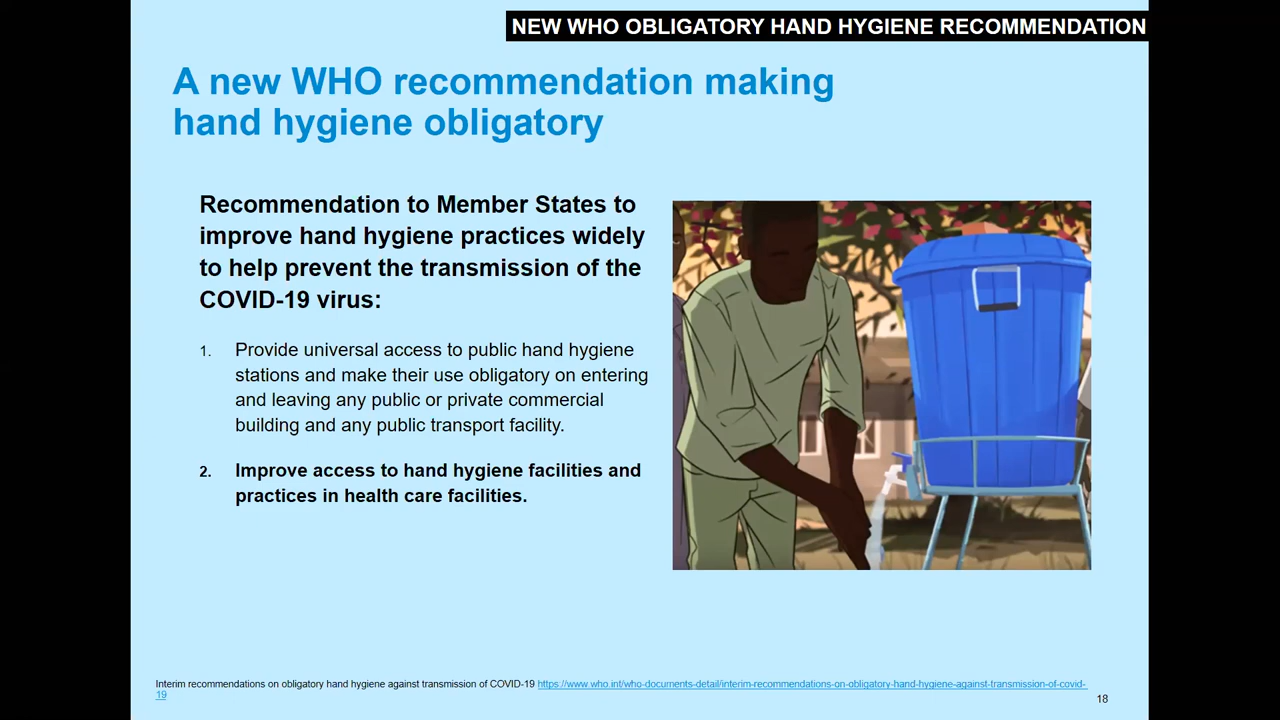 NEW WHO OBLIGATORY HAND HYGIENE RECOMMENDATION
A new WHO recommendation making
hand hygiene obligatory
Recommendation to Member States to
improve hand hygiene practices widely
to help prevent the transmission of the
COVID-19 virus:
1. Provide universal access to public hand hygiene
stations and make their use obligatory on entering
and leaving any public or private commercial
building and any public transport facility.
2. Improve access to hand hygiene facilities and
practices in health care facilities.
Interim recommendations on obligatory hand hygiene against transmission of COVID-19 https://www.who.int/who-documents-detail/interim-recommendations-on-obligatory-hand-hygiene-against-transmission-of-covid-
19
18